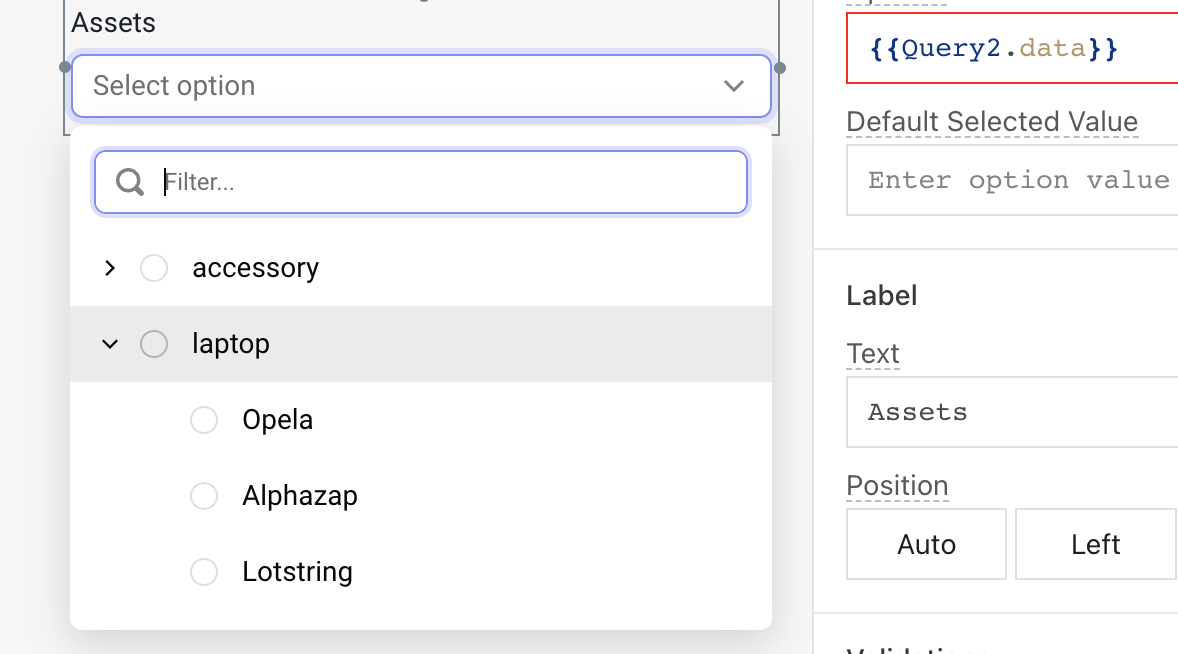 Assets
Select option
Filter...
accessory
laptop
Opela
Alphazap
Lotstring
{{Query2.data}}
Default Selected Value
Enter option value
Label
Text
Assets
Position
Auto
Left